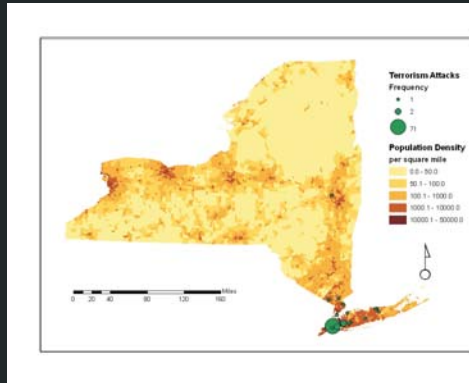 Terrorism Attacks
Frequency
1
2
71
Population Density
per square mile
0.0 - 50.0
50.1 - 100.0
100.1 - 1000.0
1000.1 - 10000.0
10000.1 - 50000.0
Miles
0 20 40 80 120 160